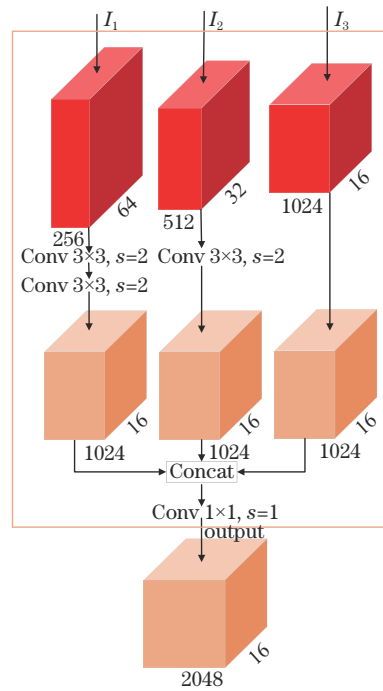 I₁ I₂ I₃
256 64 512 32 1024 16
Conv 3×3, s=2 Conv 3×3, s=2
Conv 3×3, s=2
1024 16 1024 16 1024 16
Concat
Conv 1×1, s=1
output
2048 16